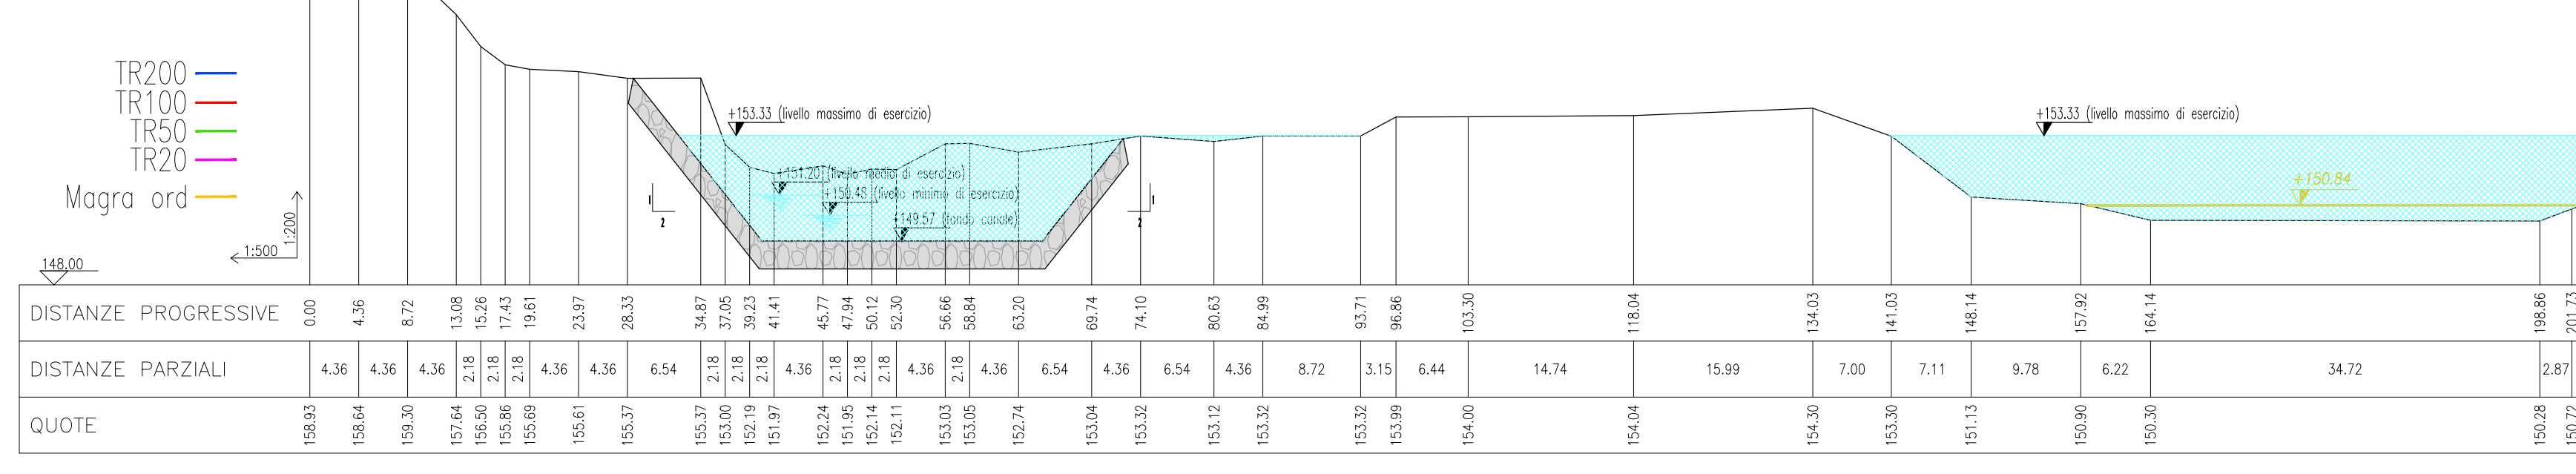 TR200
TR100
TR50
TR20
Magra ord
1:200
1:500
148.00
+153.33 (livello massimo di esercizio)
+151.20 (livello medio di esercizio)
+150.48 (livello minimo di esercizio)
+149.57 (fondo canale)
1
2
1
2
+153.33 (livello massimo di esercizio)
+150.84
DISTANZE PROGRESSIVE 0.00 4.36 8.72 13.08 15.26 17.43 19.61 23.97 28.33 34.87 37.05 39.23 41.41 45.77 47.94 50.12 52.30 56.66 58.84 63.20 69.74 74.10 80.63 84.99 93.71 96.86 103.30 118.04 134.03 141.03 148.14 157.92 164.14 198.86 201.73
DISTANZE PARZIALI 4.36 4.36 4.36 2.18 2.18 2.18 4.36 4.36 6.54 2.18 2.18 2.18 4.36 2.18 2.18 2.18 4.36 2.18 4.36 6.54 4.36 6.54 4.36 8.72 3.15 6.44 14.74 15.99 7.00 7.11 9.78 6.22 34.72 2.87
QUOTE 158.93 158.64 159.30 157.64 156.50 155.86 155.69 155.61 155.37 155.37 153.00 152.19 151.97 152.24 151.95 152.14 152.11 153.03 153.05 152.74 153.04 153.32 153.12 153.32 153.32 153.99 154.00 154.04 154.30 153.30 151.13 150.90 150.30 150.28 150.72